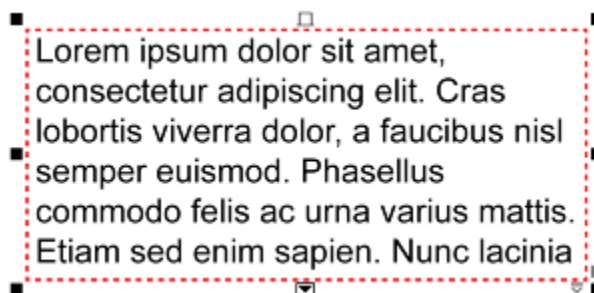 Lorem ipsum dolor sit amet,
consectetur adipiscing elit. Cras
lobortis viverra dolor, a faucibus nisl
semper euismod. Phasellus
commodo felis ac urna varius mattis.
Etiam sed enim sapien. Nunc lacinia